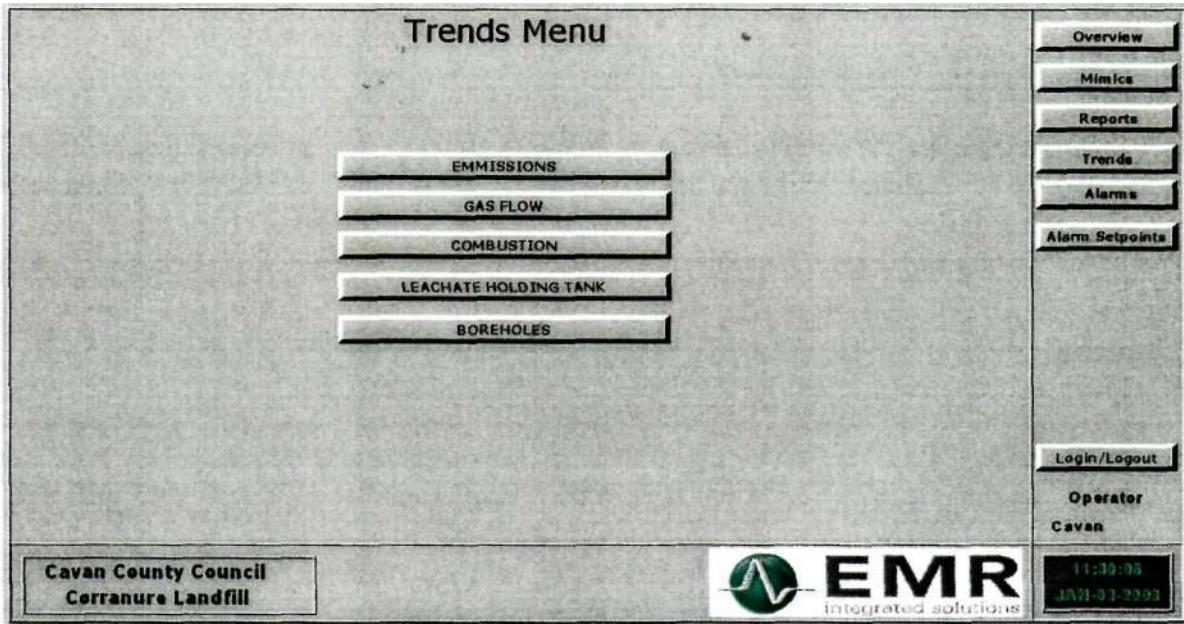 Trends Menu
EMMISSIONS
GAS FLOW
COMBUSTION
LEACHATE HOLDING TANK
BOREHOLES
Overview
Mimics
Reports
Trends
Alarms
Alarm Setpoints
Login/Logout
Operator
Cavan
Cavan County Council
Corranure Landfill
EMR
integrated solutions